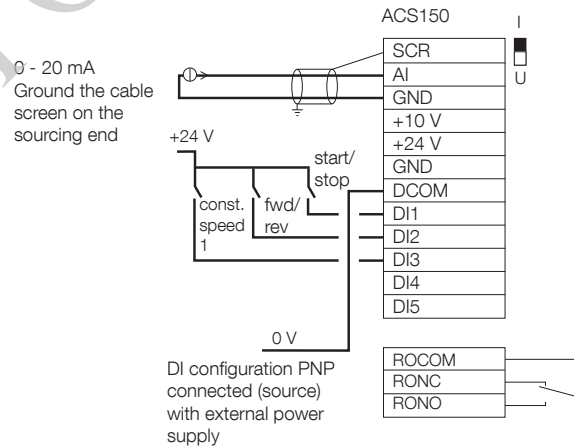 ACS150
I
U
0 - 20 mA
Ground the cable
screen on the
sourcing end
SCR
AI
GND
+10 V
+24 V
GND
DCOM
DI1
DI2
DI3
DI4
DI5
+24 V
start/
stop
const.
speed
1
fwd/
rev
0 V
DI configuration PNP
connected (source)
with external power
supply
ROCOM
RONC
RONO